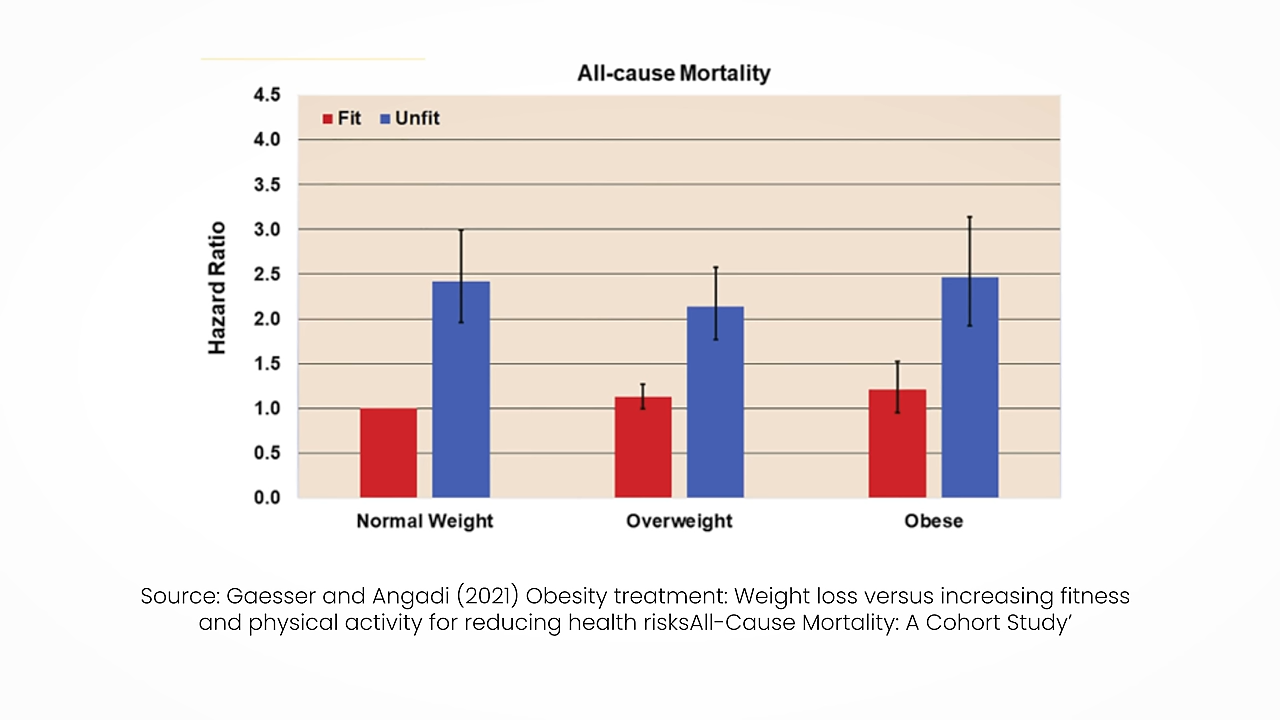 All-cause Mortality
4.5
Fit Unfit
4.0
3.5
3.0
2.5
2.0
1.5
1.0
0.5
0.0
Hazard Ratio
Normal Weight Overweight Obese
Source: Gaesser and Angadi (2021) Obesity treatment: Weight loss versus increasing fitness
and physical activity for reducing health risksAll-Cause Mortality: A Cohort Study’